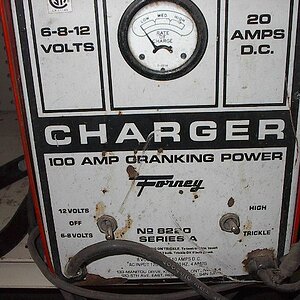 6-8-12
VOLTS
LOW MED. HIGH
RATE
OF
CHARGE
20
AMPS
D.C.
CHARGER
100 AMP CRANKING POWER
Forney
12 VOLTS
OFF
6-8 VOLTS
No 8220
SERIES A
HIGH
TRICKLE